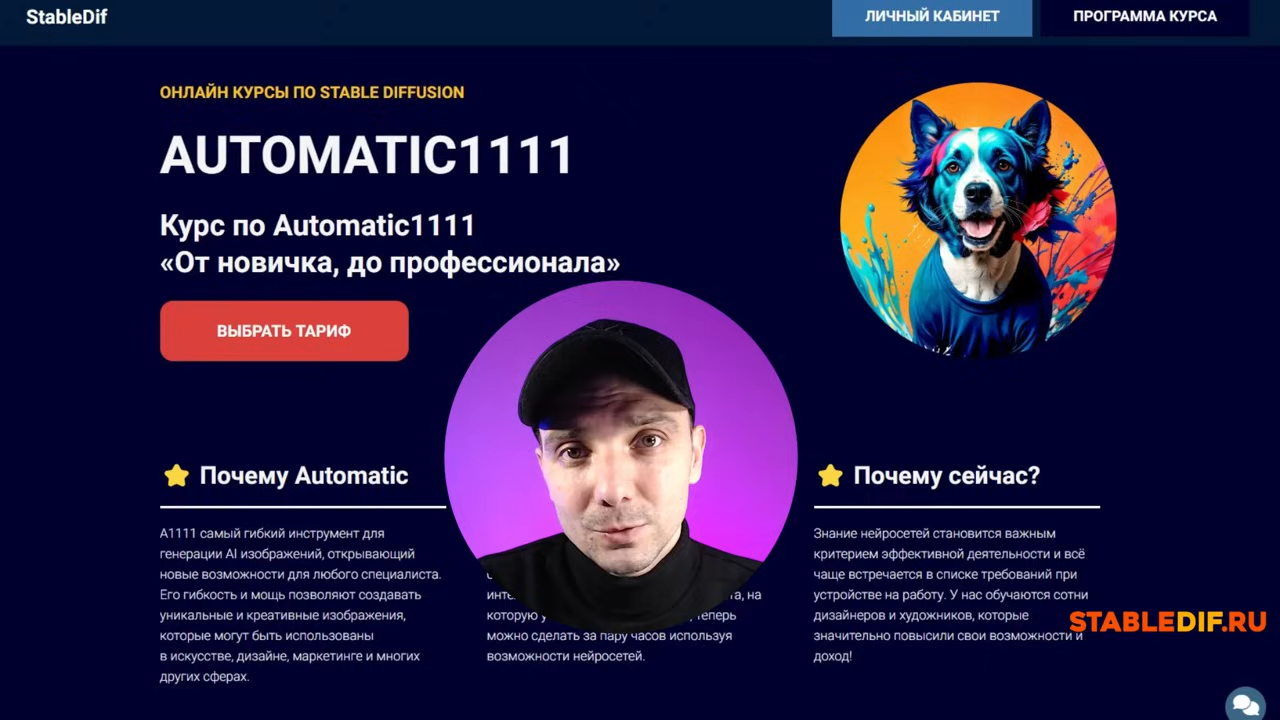 StableDif
ЛИЧНЫЙ КАБИНЕТ
ПРОГРАММА КУРСА
ОНЛАЙН КУРСЫ ПО STABLE DIFFUSION
AUTOMATIC1111
Курс по Automatic1111
«От новичка, до профессионала»
ВЫБРАТЬ ТАРИФ
Почему Automatic
A1111 самый гибкий инструмент для
генерации AI изображений, открывающий
новые возможности для любого специалиста.
Его гибкость и мощь позволяют создавать
уникальные и креативные изображения,
которые могут быть использованы
в искусстве, дизайне, маркетинге и многих
других сферах.
на
которую
теперь
можно сделать за пару часов используя
возможности нейросетей.
Почему сейчас?
Знание нейросетей становится важным
критерием эффективной деятельности и всё
чаще встречается в списке требований при
устройстве на работу. У нас обучаются сотни
дизайнеров и художников, которые
значительно повысили свои возможности и
доход!
STABLEDIF.RU